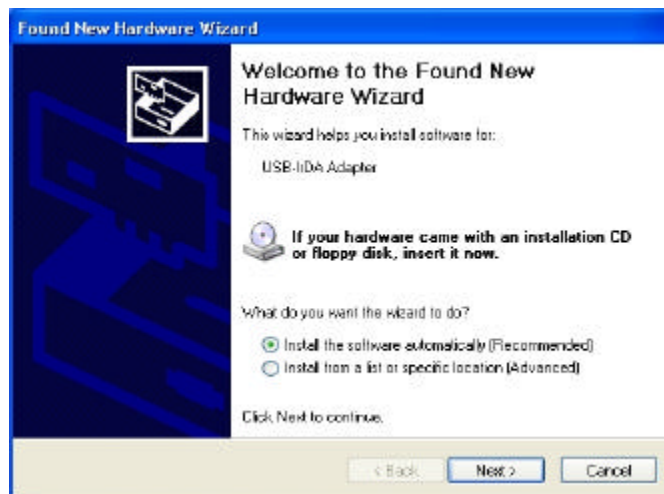 Found New Hardware Wizard
Welcome to the Found New
Hardware Wizard
This wizard helps you install software for:
USB-IrDA Adapter
If your hardware came with an installation CD
or floppy disk, insert it now.
What do you want the wizard to do?
Install the software automatically (Recommended)
Install from a list or specific location (Advanced)
Click Next to continue.
< Back
Next >
Cancel